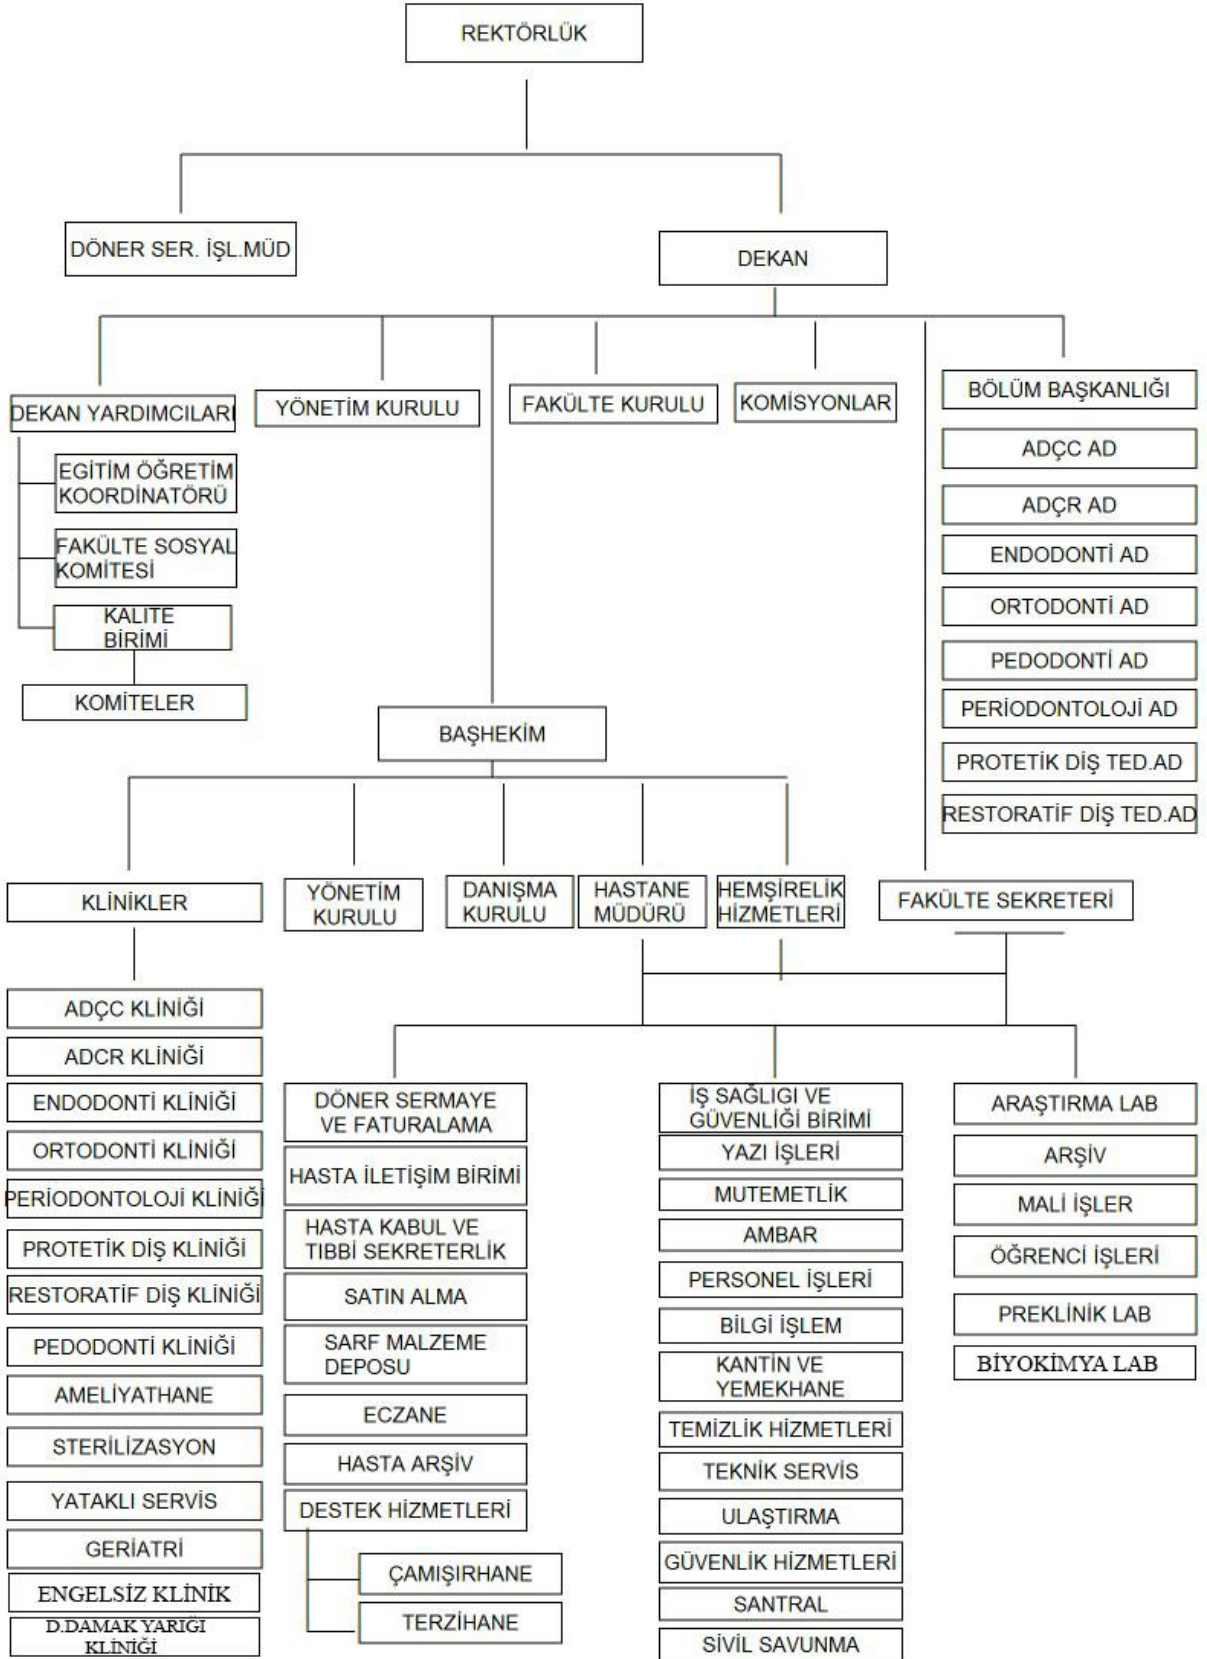 REKTÖRLÜK
DÖNER SER. İŞL.MÜD
DEKAN
DEKAN YARDIMCILARI
YÖNETİM KURULU
FAKÜLTE KURULU
KOMİSYONLAR
BÖLÜM BAŞKANLIĞI
ADÇC AD
ADÇR AD
ENDODONTİ AD
ORTODONTİ AD
PEDODONTİ AD
PERİODONTOLOJİ AD
PROTETİK DİŞ TED.AD
RESTORATİF DİŞ TED.AD
EGİTİM ÖĞRETİM
KOORDİNATÖRÜ
FAKÜLTE SOSYAL
KOMİTESİ
KALITE
BİRİMİ
KOMİTELER
BAŞHEKİM
KLİNİKLER
YÖNETİM
KURULU
DANIŞMA
KURULU
HASTANE
MÜDÜRÜ
HEMŞİRELİK
HİZMETLERİ
FAKÜLTE SEKRETERİ
ADÇC KLİNİĞİ
ADCR KLİNİĞİ
ENDODONTİ KLİNİĞİ
ORTODONTİ KLİNİĞİ
PERİODONTOLOJİ KLİNİĞİ
PROTETİK DİŞ KLİNİĞİ
RESTORATİF DİŞ KLİNİĞİ
PEDODONTİ KLİNİĞİ
AMELİYATHANE
STERİLİZASYON
YATAKLI SERVİS
GERİATRİ
ENGELSİZ KLİNİK
D.DAMAK YARIĞI
KLİNİĞİ
DÖNER SERMAYE
VE FATURALAMA
HASTA İLETİŞİM BİRİMİ
HASTA KABUL VE
TIBBİ SEKRETERLİK
SATIN ALMA
SARF MALZEME
DEPOSU
ECZANE
HASTA ARŞİV
DESTEK HİZMETLERİ
ÇAMIŞIRHANE
TERZİHANE
İŞ SAĞLIGI VE
GÜVENLİĞİ BİRİMİ
YAZI İŞLERİ
MUTEMETLİK
AMBAR
PERSONEL İŞLERİ
BİLGİ İŞLEM
KANTİN VE
YEMEKHANE
TEMİZLİK HİZMETLERİ
TEKNİK SERVİS
ULAŞTIRMA
GÜVENLİK HİZMETLERİ
SANTRAL
SİVİL SAVUNMA
ARAŞTIRMA LAB
ARŞİV
MALİ İŞLER
ÖĞRENCİ İŞLERİ
PREKLİNİK LAB
BİYOKİMYA LAB